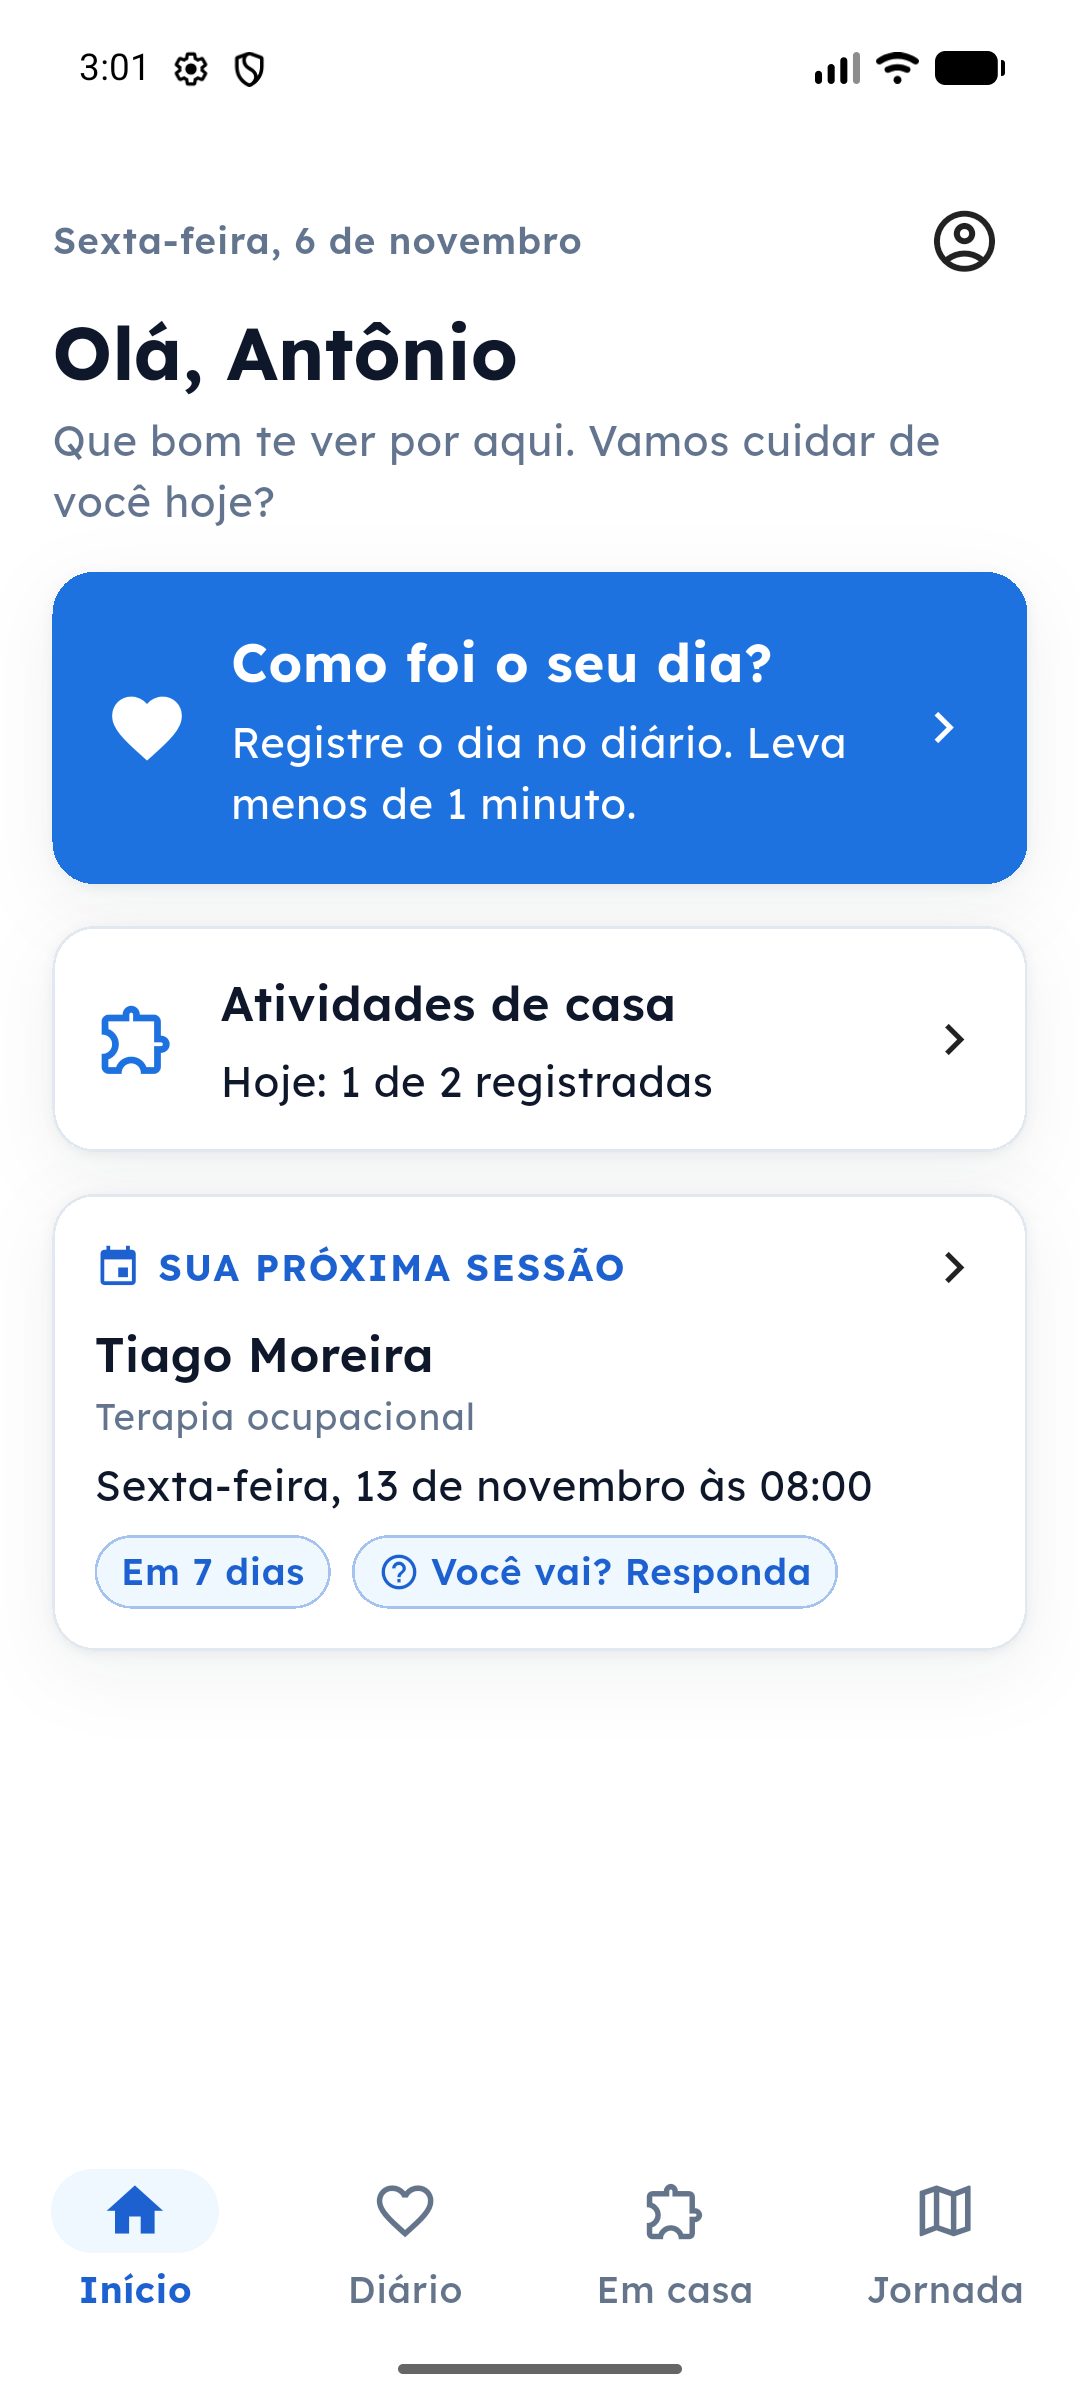 3:01
Sexta-feira, 6 de novembro
Olá, Antônio
Que bom te ver por aqui. Vamos cuidar de
você hoje?
Como foi o seu dia?
Registre o dia no diário. Leva
menos de 1 minuto.
Atividades de casa
Hoje: 1 de 2 registradas
SUA PRÓXIMA SESSÃO
Tiago Moreira
Terapia ocupacional
Sexta-feira, 13 de novembro às 08:00
Em 7 dias
Você vai? Responda
Início
Diário
Em casa
Jornada